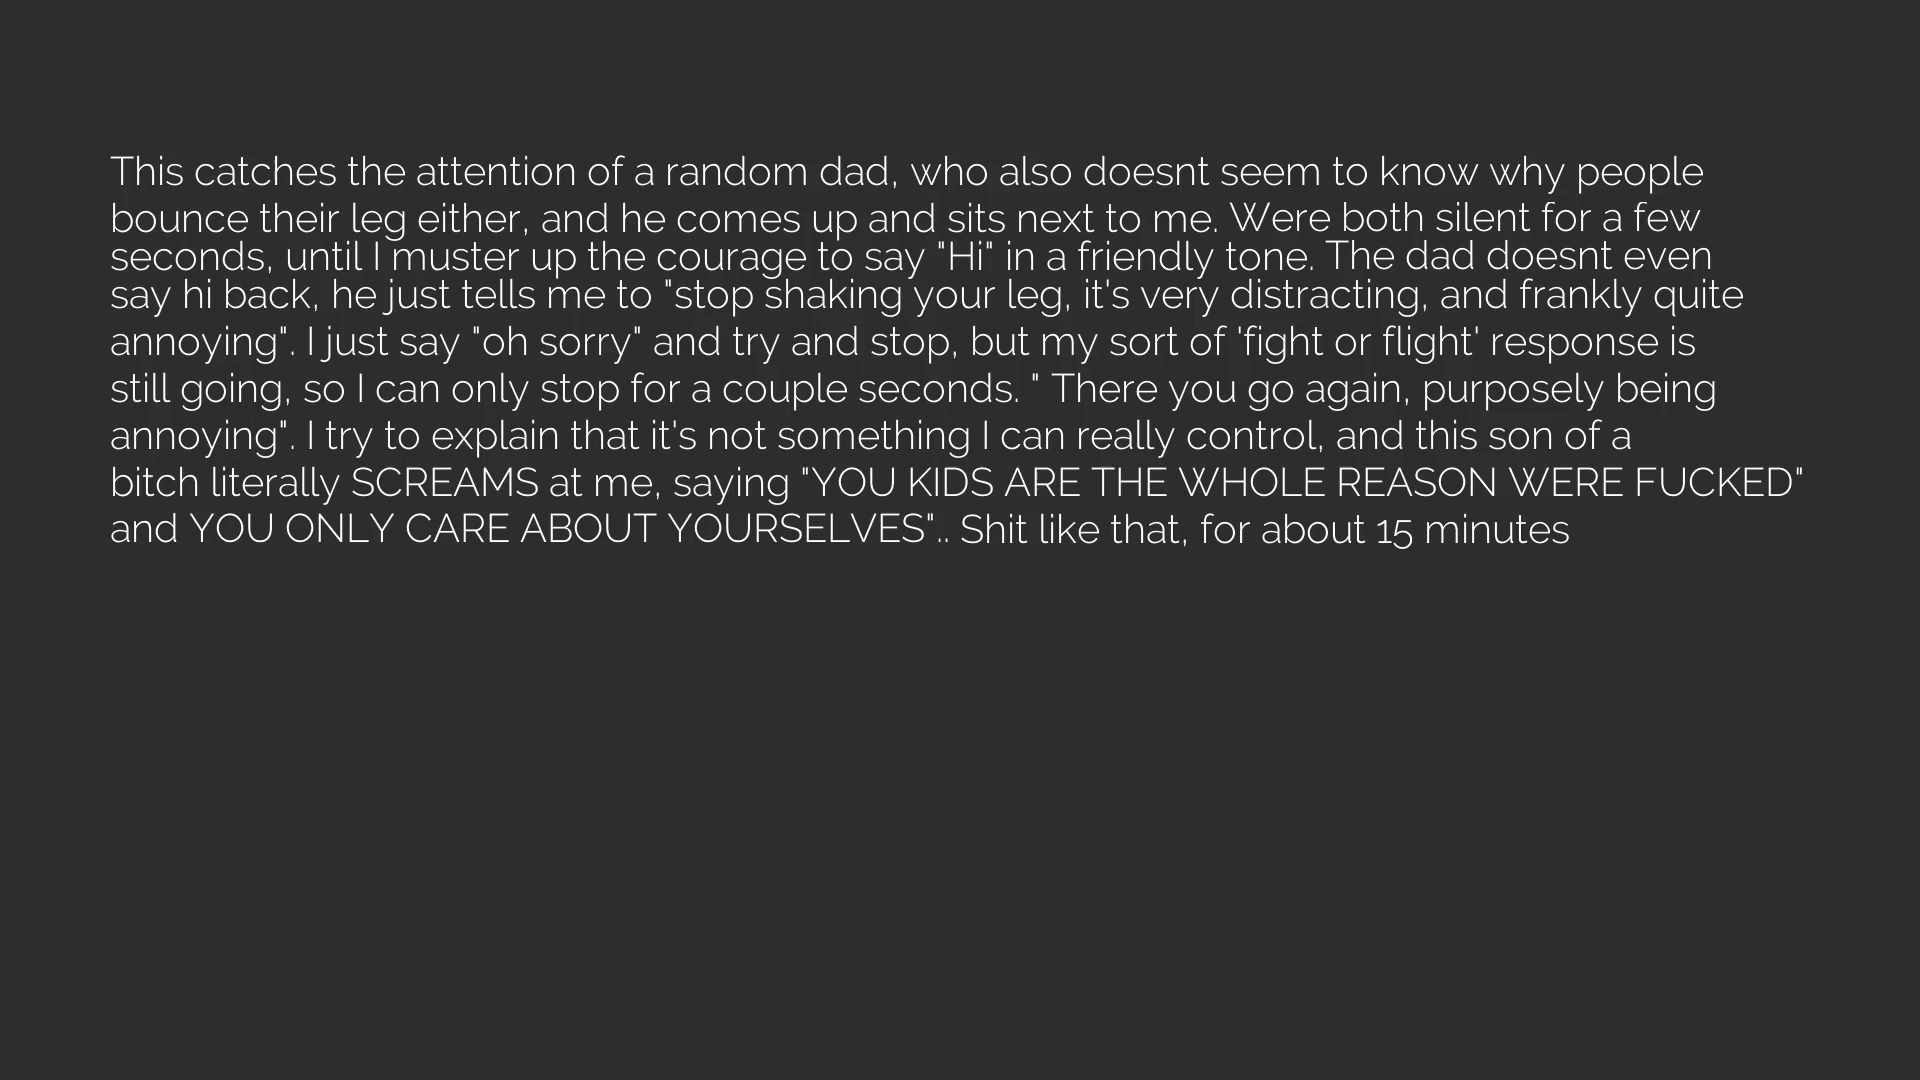 This catches the attention of a random dad, who also doesnt seem to know why people
bounce their leg either, and he comes up and sits next to me. Were both silent for a few
seconds, until I muster up the courage to say "Hi" in a friendly tone. The dad doesnt even
say hi back, he just tells me to "stop shaking your leg, it's very distracting, and frankly quite
annoying". I just say "oh sorry" and try and stop, but my sort of 'fight or flight' response is
still going, so I can only stop for a couple seconds. " There you go again, purposely being
annoying". I try to explain that it's not something I can really control, and this son of a
bitch literally SCREAMS at me, saying "YOU KIDS ARE THE WHOLE REASON WERE FUCKED"
and YOU ONLY CARE ABOUT YOURSELVES".. Shit like that, for about 15 minutes